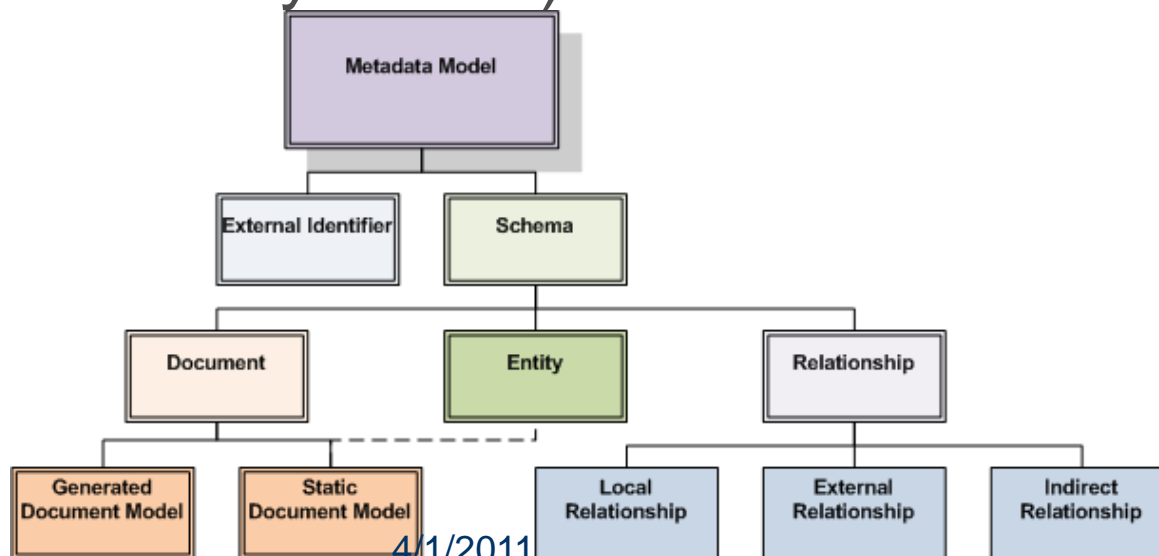 Metadata Model
External Identifier
Schema
Document
Entity
Relationship
Generated
Document Model
Static
Document Model
Local
Relationship
External
Relationship
Indirect
Relationship
4/1/2011